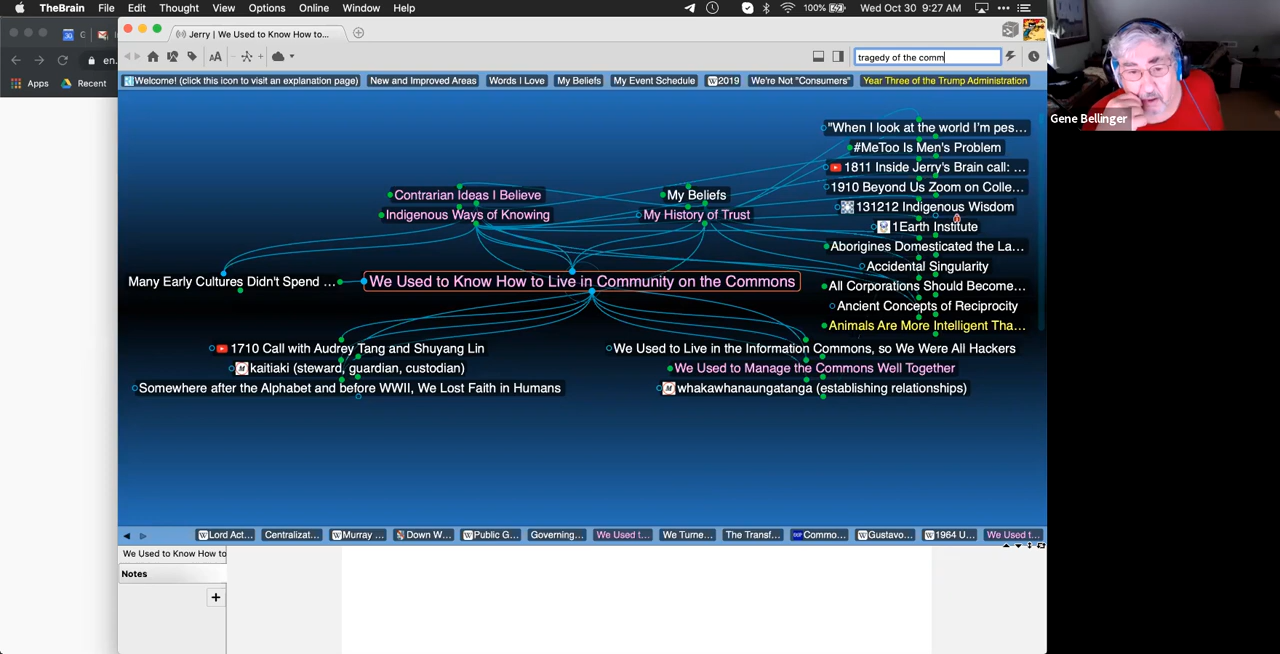 TheBrain File Edit Thought View Options Online Window Help 100% Wed Oct 30 9:27 AM
Jerry | We Used to Know How to...
en.
AA tragedy of the comm
Apps Recent
Welcome! (click this icon to visit an explanation page) New and Improved Areas Words I Love My Beliefs My Event Schedule W 2019 We're Not "Consumers" Year Three of the Trump Administration
Gene Bellinger
"When I look at the world I'm pes...
#MeToo Is Men's Problem
1811 Inside Jerry's Brain call: ...
1910 Beyond Us Zoom on Colle...
131212 Indigenous Wisdom
1Earth Institute
Aborigines Domesticated the La...
Accidental Singularity
All Corporations Should Become...
Ancient Concepts of Reciprocity
Animals Are More Intelligent Tha...
Contrarian Ideas I Believe
Indigenous Ways of Knowing
My Beliefs
My History of Trust
Many Early Cultures Didn't Spend ...
We Used to Know How to Live in Community on the Commons
1710 Call with Audrey Tang and Shuyang Lin
kaitiaki (steward, guardian, custodian)
Somewhere after the Alphabet and before WWII, We Lost Faith in Humans
We Used to Live in the Information Commons, so We Were All Hackers
We Used to Manage the Commons Well Together
whakawhanaungatanga (establishing relationships)
W Lord Act... Centralizat... W Murray ... Down W... W Public G... Governing... We Used t... We Turne... The Transf... Commo... W Gustavo... W 1964 U... We Used t...
We Used to Know How to
Notes
+